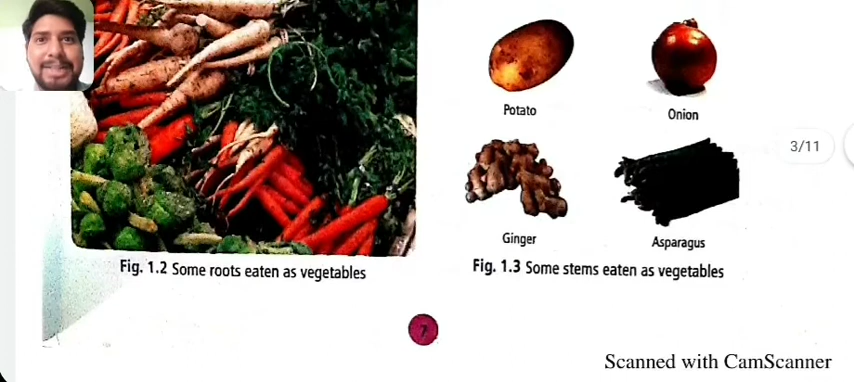 Potato
Onion
3/11
Ginger
Asparagus
Fig. 1.2 Some roots eaten as vegetables
Fig. 1.3 Some stems eaten as vegetables
7
Scanned with CamScanner